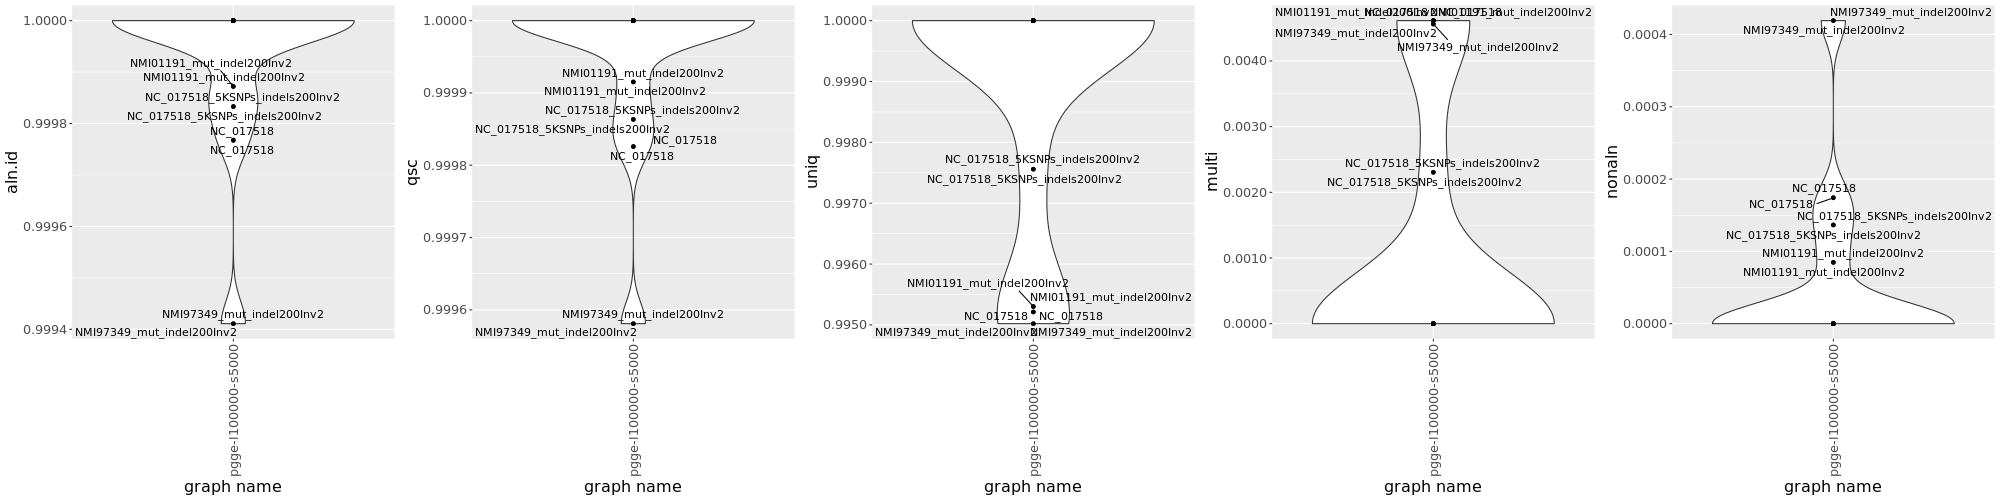 aln.id
1.0000
0.9998
0.9996
0.9994
NMI01191_mut_indel200Inv2
NMI01191_mut_indel200Inv2
NC_017518_5KSNPs_indels200Inv2
NC_017518_5KSNPs_indels200Inv2
NC_017518
NC_017518
NMI97349_mut_indel200Inv2
NMI97349_mut_indel200Inv2
pgge-l100000-s5000
graph name
qsc
1.0000
0.9999
0.9998
0.9997
0.9996
NMI01191_mut_indel200Inv2
NMI01191_mut_indel200Inv2
NC_017518_5KSNPs_indels200Inv2
NC_017518_5KSNPs_indels200Inv2
NC_017518
NC_017518
NMI97349_mut_indel200Inv2
NMI97349_mut_indel200Inv2
pgge-l100000-s5000
graph name
uniq
1.0000
0.9990
0.9980
0.9970
0.9960
0.9950
NC_017518_5KSNPs_indels200Inv2
NC_017518_5KSNPs_indels200Inv2
NMI01191_mut_indel200Inv2
NMI01191_mut_indel200Inv2
NC_017518
NC_017518
NMI97349_mut_indel200Inv2
NMI97349_mut_indel200Inv2
pgge-l100000-s5000
graph name
multi
0.0040
0.0030
0.0020
0.0010
0.0000
NMI01191_mut_indel200Inv2
NC_017518
NC_017518
NMI01191_mut_indel200Inv2
NMI97349_mut_indel200Inv2
NMI97349_mut_indel200Inv2
NC_017518_5KSNPs_indels200Inv2
NC_017518_5KSNPs_indels200Inv2
pgge-l100000-s5000
graph name
nonaln
0.0004
0.0003
0.0002
0.0001
0.0000
NMI97349_mut_indel200Inv2
NMI97349_mut_indel200Inv2
NC_017518
NC_017518
NC_017518_5KSNPs_indels200Inv2
NC_017518_5KSNPs_indels200Inv2
NMI01191_mut_indel200Inv2
NMI01191_mut_indel200Inv2
pgge-l100000-s5000
graph name